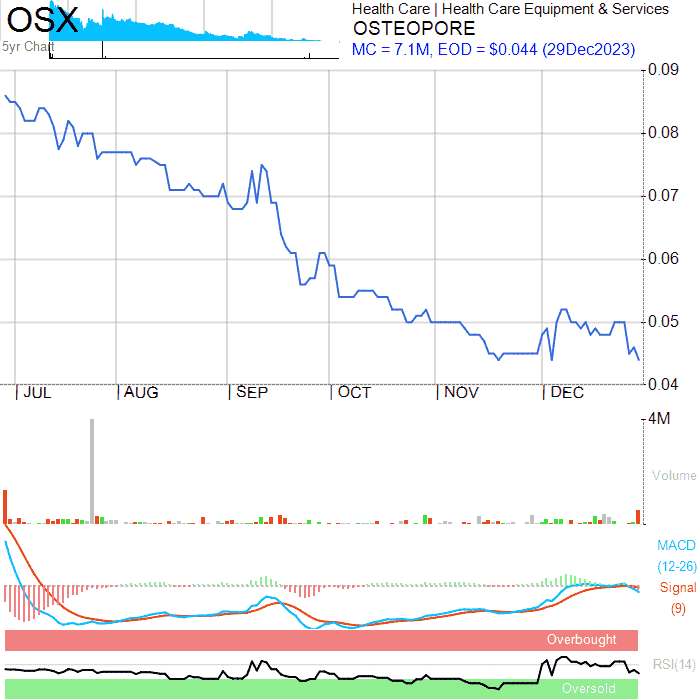 OSX
5yr Chart
Health Care | Health Care Equipment & Services
OSTEOPORE
MC = 7.1M, EOD = $0.044 (29Dec2023)
0.09
0.08
0.07
0.06
0.05
0.04
JUL AUG SEP OCT NOV DEC
4M
Volume
MACD
(12-26)
Signal
(9)
Overbought
RSI(14)
Oversold